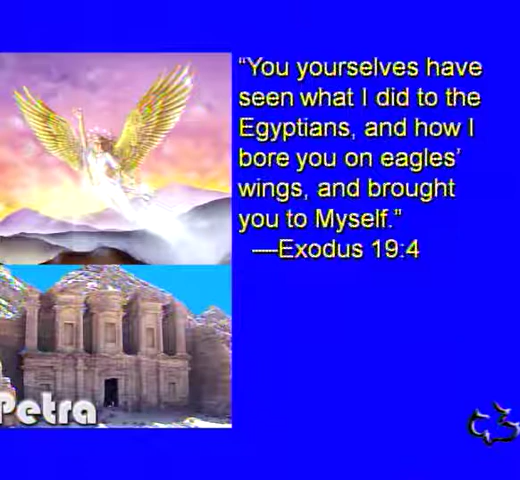 “You yourselves have
seen what I did to the
Egyptians, and how I
bore you on eagles’
wings, and brought
you to Myself.”
—Exodus 19:4
Petra